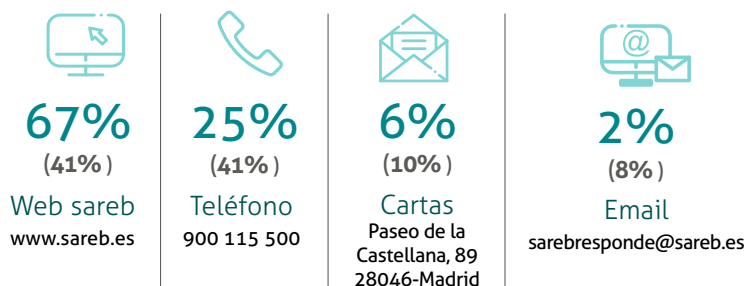 67%
(41% )
Web sareb
www.sareb.es
25%
(41% )
Teléfono
900 115 500
6%
(10% )
Cartas
Paseo de la
Castellana, 89
28046-Madrid
@
2%
(8% )
Email
sarebresponde@sareb.es